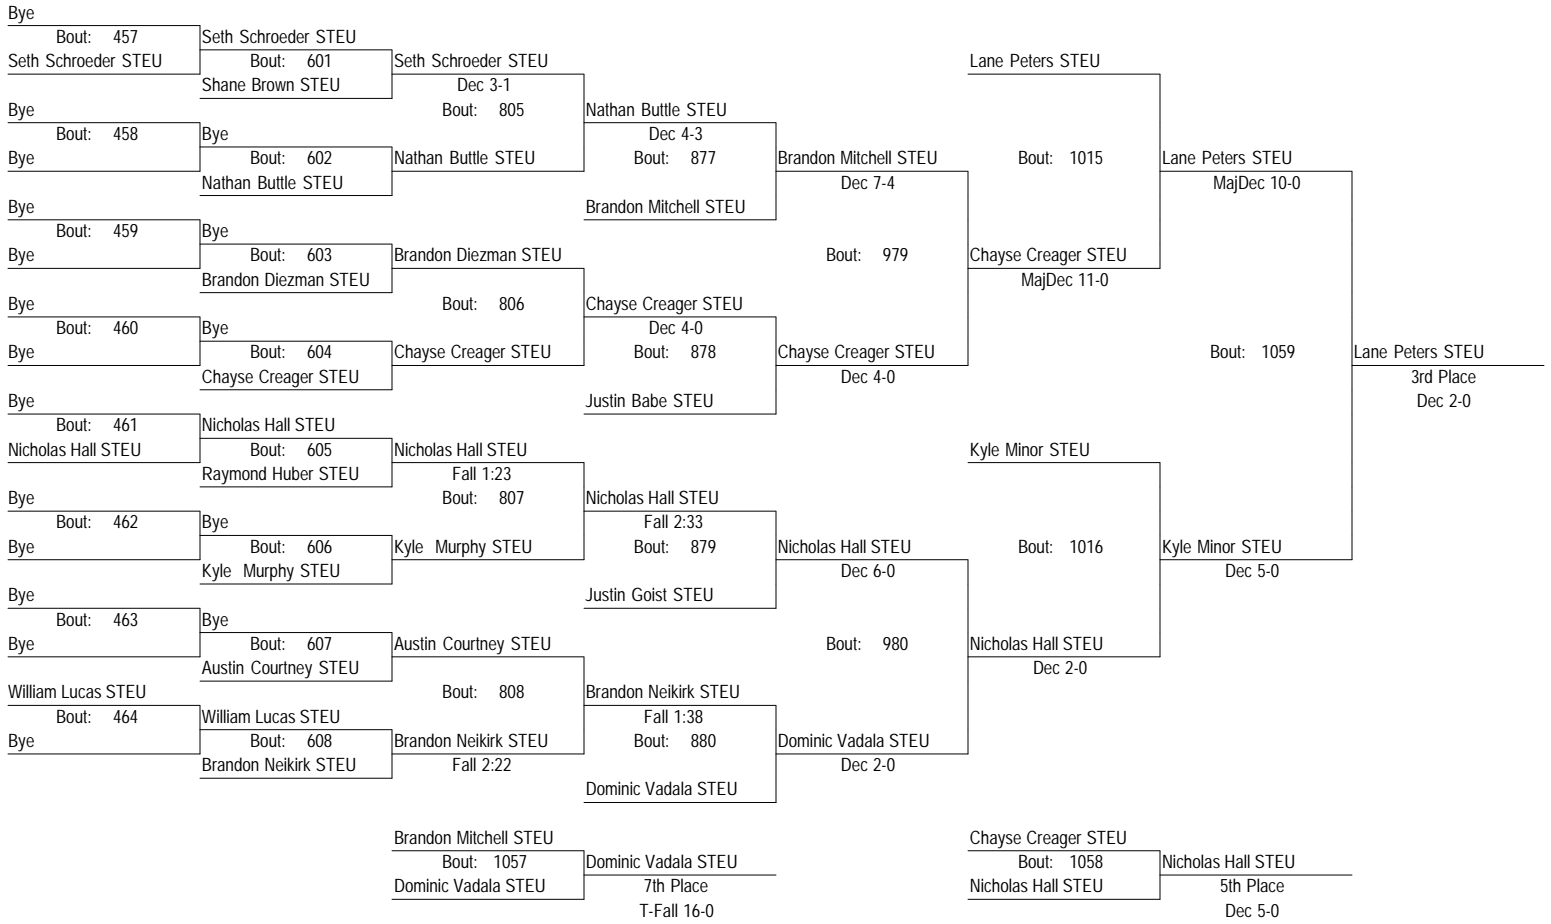 Bye
Bout: 457
Seth Schroeder STEU
Seth Schroeder STEU
Bout: 601
Shane Brown STEU
Seth Schroeder STEU
Dec 3-1
Bout: 805
Bye
Bout: 458
Bye
Bye
Bout: 602
Nathan Buttle STEU
Nathan Buttle STEU
Nathan Buttle STEU
Dec 4-3
Bout: 877
Brandon Mitchell STEU
Brandon Mitchell STEU
Dec 7-4
Bye
Bout: 459
Bye
Bye
Bout: 603
Brandon Diezman STEU
Brandon Diezman STEU
Bout: 806
Bye
Bout: 460
Bye
Bye
Bout: 604
Chayse Creager STEU
Chayse Creager STEU
Chayse Creager STEU
Dec 4-0
Bout: 878
Justin Babe STEU
Chayse Creager STEU
Dec 4-0
Bout: 979
Chayse Creager STEU
MajDec 11-0
Lane Peters STEU
Bout: 1015
Lane Peters STEU
MajDec 10-0
Bye
Bout: 461
Nicholas Hall STEU
Nicholas Hall STEU
Bout: 605
Raymond Huber STEU
Nicholas Hall STEU
Fall 1:23
Bout: 807
Bye
Bout: 462
Bye
Bye
Bout: 606
Kyle Murphy STEU
Kyle Murphy STEU
Nicholas Hall STEU
Fall 2:33
Bout: 879
Justin Goist STEU
Nicholas Hall STEU
Dec 6-0
Bye
Bout: 463
Bye
Bye
Bout: 607
Austin Courtney STEU
Austin Courtney STEU
Bout: 808
William Lucas STEU
Bout: 464
Bye
William Lucas STEU
Bout: 608
Brandon Neikirk STEU
Brandon Neikirk STEU
Fall 2:22
Brandon Neikirk STEU
Fall 1:38
Bout: 880
Dominic Vadala STEU
Dominic Vadala STEU
Dec 2-0
Bout: 980
Nicholas Hall STEU
Dec 2-0
Kyle Minor STEU
Bout: 1016
Kyle Minor STEU
Dec 5-0
Bout: 1059
Lane Peters STEU
3rd Place
Dec 2-0
Brandon Mitchell STEU
Bout: 1057
Dominic Vadala STEU
Dominic Vadala STEU
7th Place
T-Fall 16-0
Chayse Creager STEU
Bout: 1058
Nicholas Hall STEU
Nicholas Hall STEU
5th Place
Dec 5-0